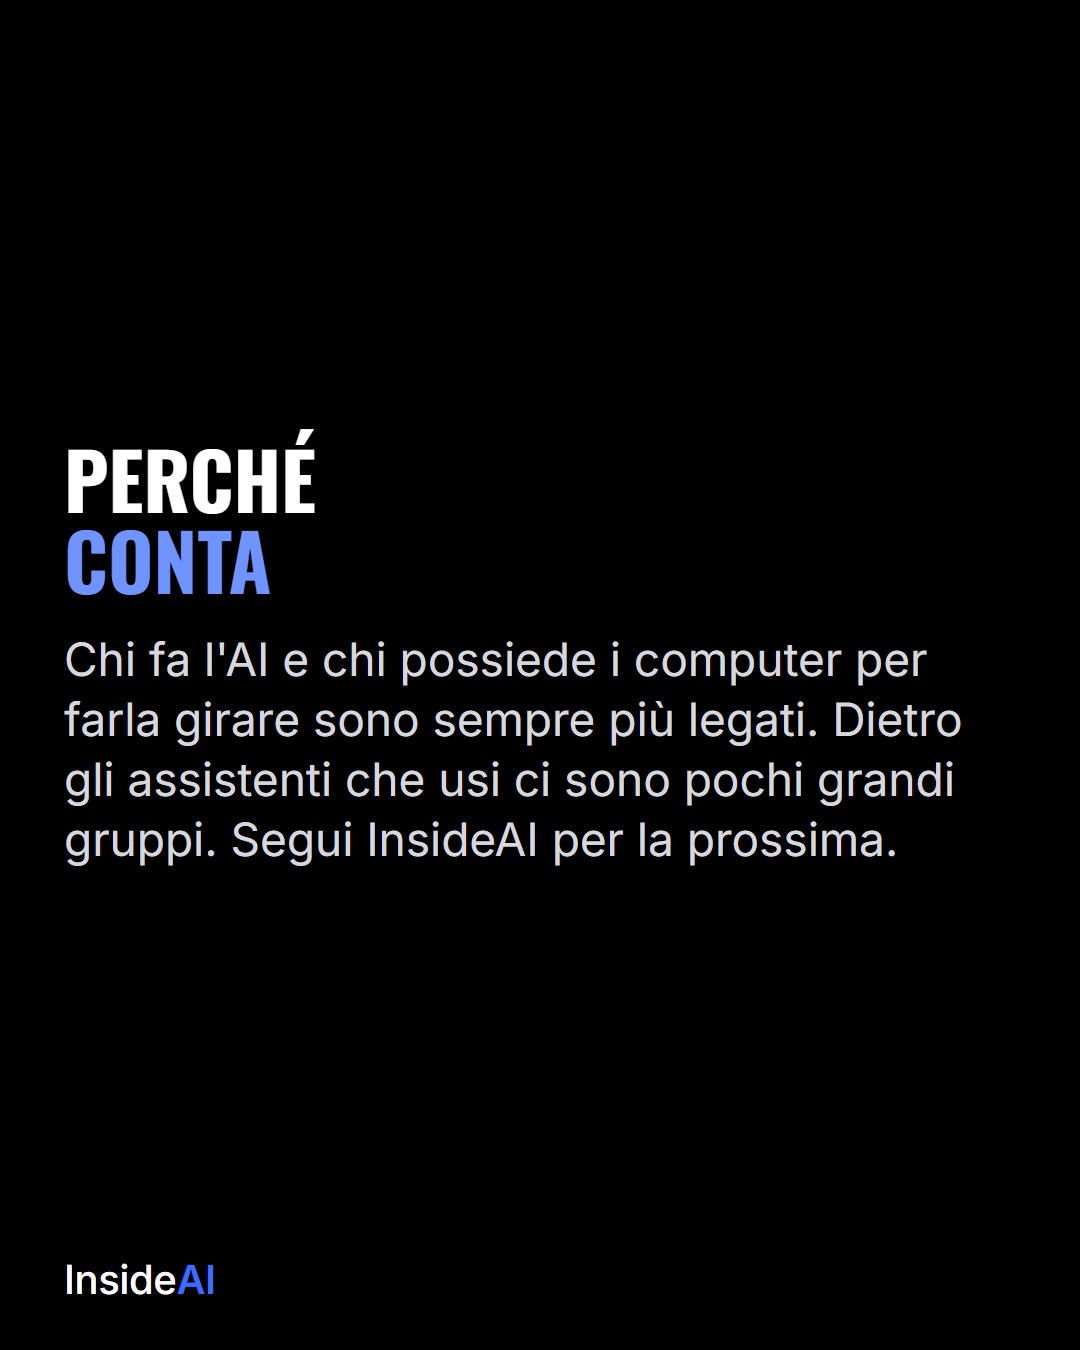 PERCHÉ
CONTA
Chi fa l'AI e chi possiede i computer per
farla girare sono sempre più legati. Dietro
gli assistenti che usi ci sono pochi grandi
gruppi. Segui InsideAI per la prossima.
InsideAI